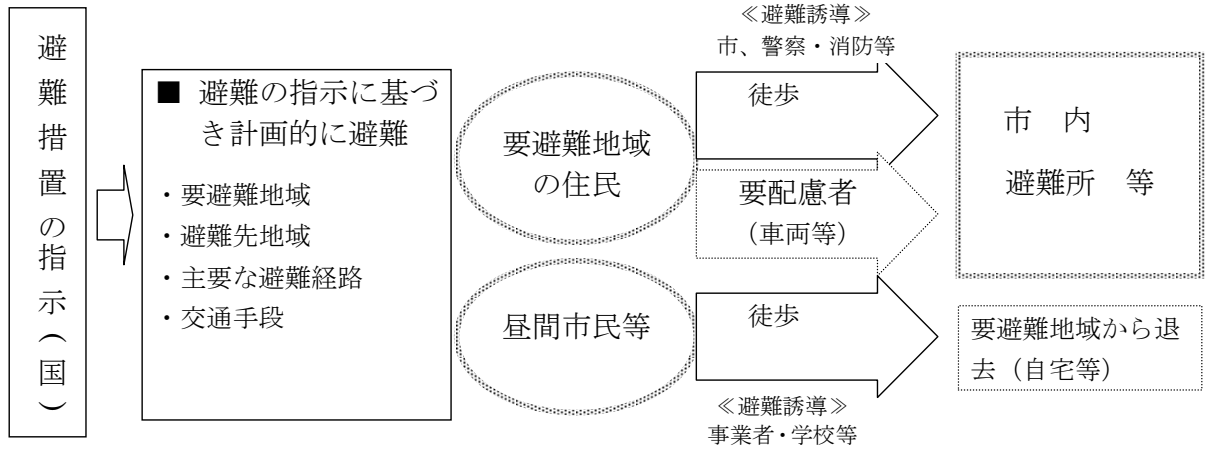 避難措置の指示(国)
■ 避難の指示に基づ
き計画的に避難
・要避難地域
・避難先地域
・主要な避難経路
・交通手段
要避難地域
の住民
昼間市民等
≪避難誘導≫
市、警察・消防等
徒歩
要配慮者
(車両等)
徒歩
≪避難誘導≫
事業者・学校等
市 内
避難所 等
要避難地域から退
去(自宅等)